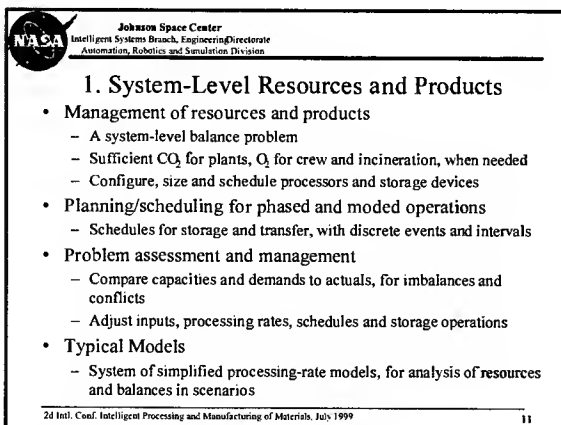 NASA
Johnson Space Center
Intelligent Systems Branch, Engineering Directorate
Automation, Robotics and Simulation Division
1. System-Level Resources and Products
• Management of resources and products
– A system-level balance problem
– Sufficient CO₂ for plants, O₂ for crew and incineration, when needed
– Configure, size and schedule processors and storage devices
• Planning/scheduling for phased and moded operations
– Schedules for storage and transfer, with discrete events and intervals
• Problem assessment and management
– Compare capacities and demands to actuals, for imbalances and
conflicts
– Adjust inputs, processing rates, schedules and storage operations
• Typical Models
– System of simplified processing-rate models, for analysis of resources
and balances in scenarios
2d Intl. Conf. Intelligent Processing and Manufacturing of Materials, July 1999
11